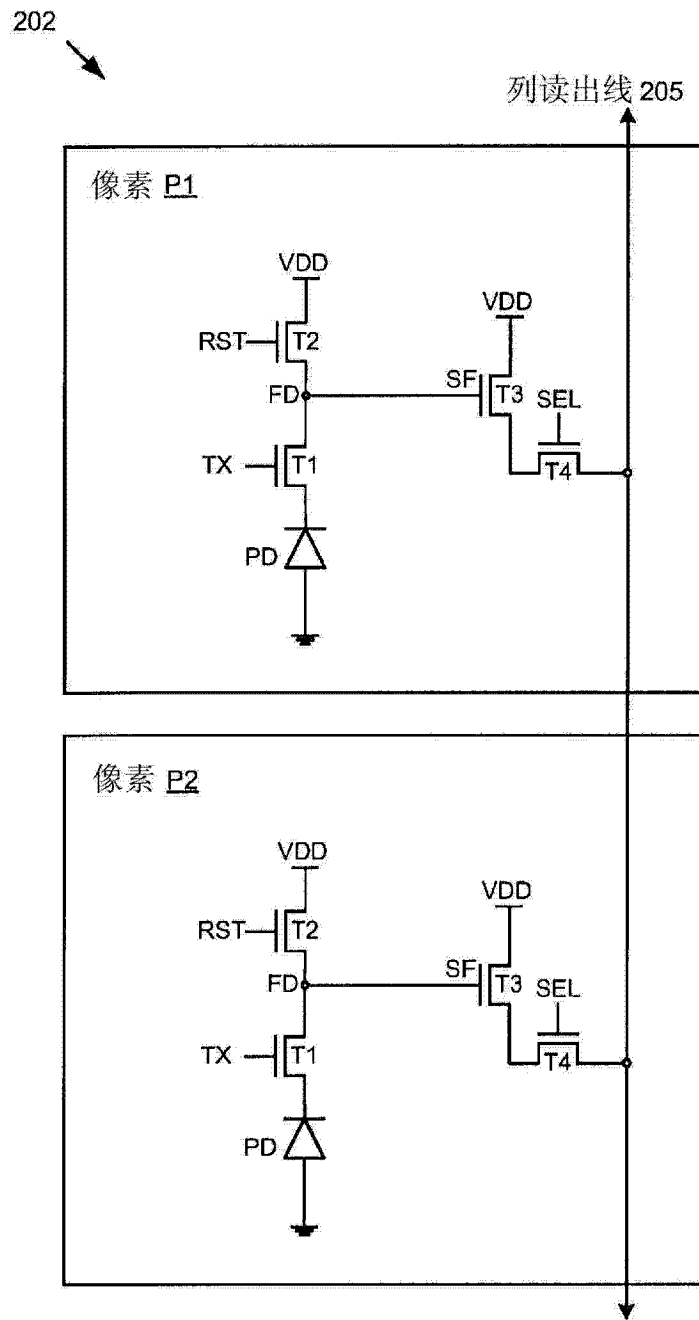 202
列读出线 205
像素 P1
VDD
VDD
RST T2
SF T3
SEL
FD
TX T1
T4
PD
像素 P2
VDD
VDD
RST T2
SF T3
SEL
FD
TX T1
T4
PD